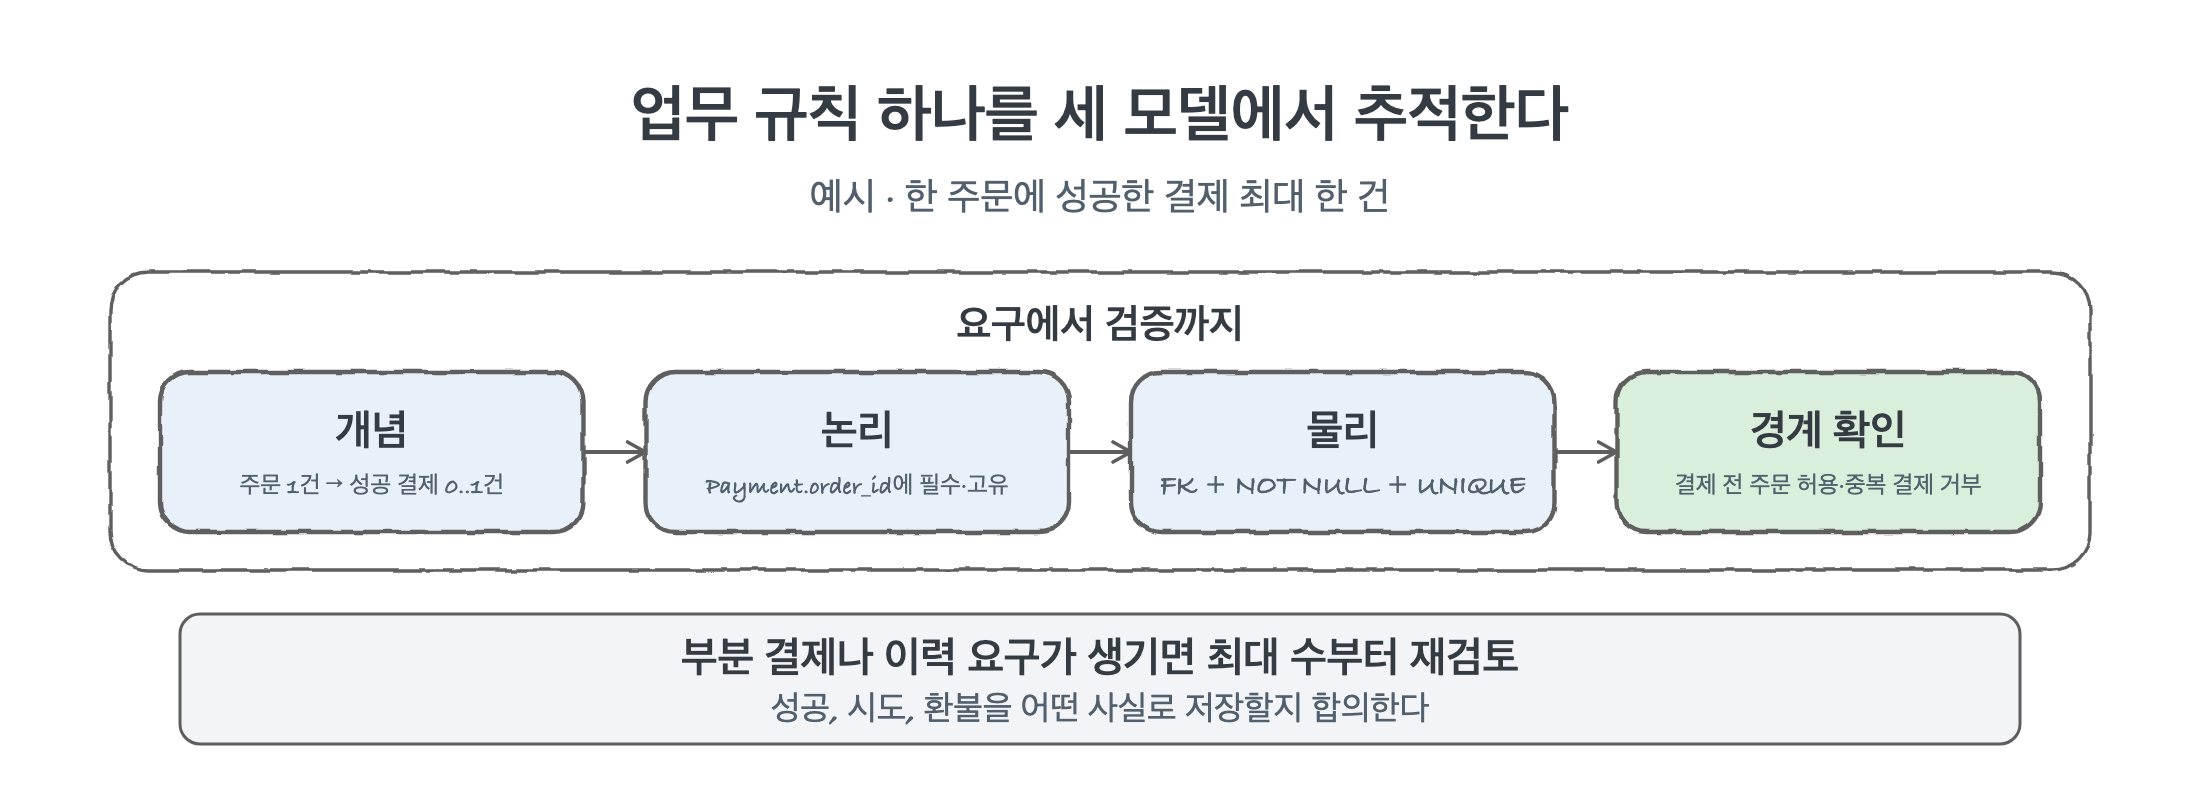 업무 규칙 하나를 세 모델에서 추적한다
예시 · 한 주문에 성공한 결제 최대 한 건
요구에서 검증까지
개념
주문 1건 → 성공 결제 0..1건
논리
Payment.order_id에 필수·고유
물리
FK + NOT NULL + UNIQUE
경계 확인
결제 전 주문 허용·중복 결제 거부
부분 결제나 이력 요구가 생기면 최대 수부터 재검토
성공, 시도, 환불을 어떤 사실로 저장할지 합의한다